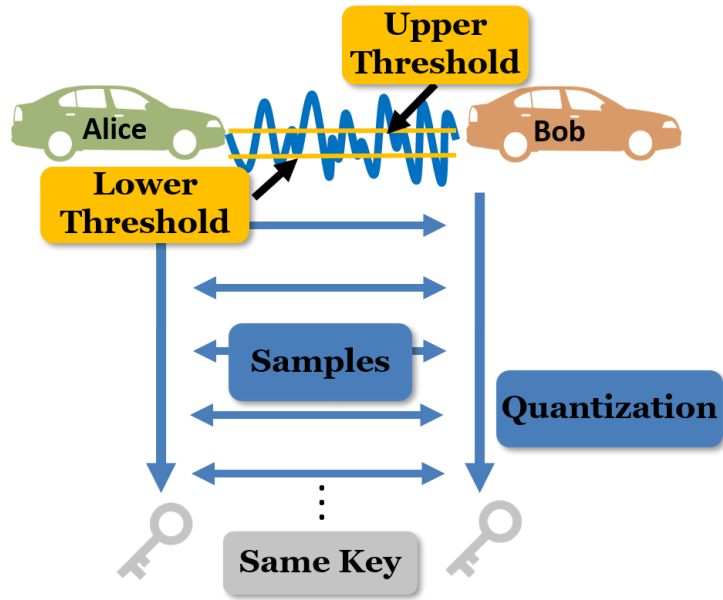 Upper
Threshold
Alice
Bob
Lower
Threshold
Samples
Quantization
Same Key